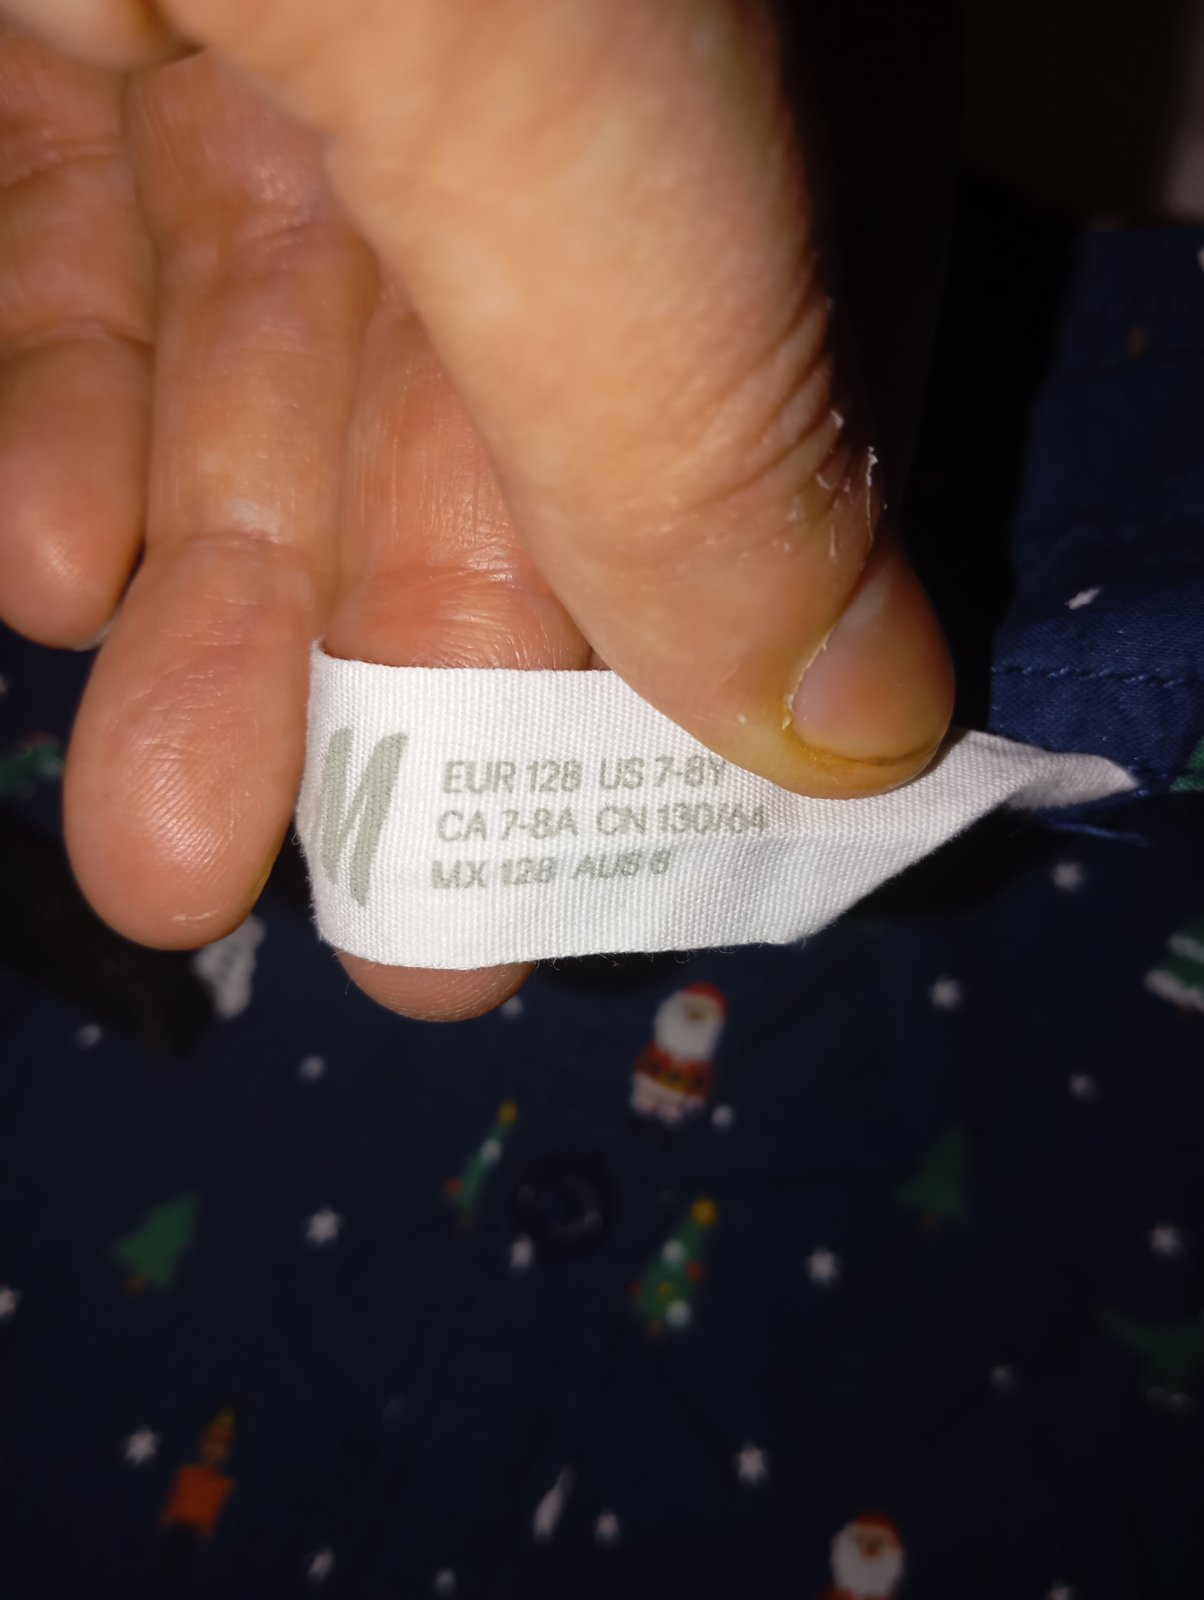 EUR 128 US 7-8Y
CA 7-8A CN 130/64
MX 128 AUS 8